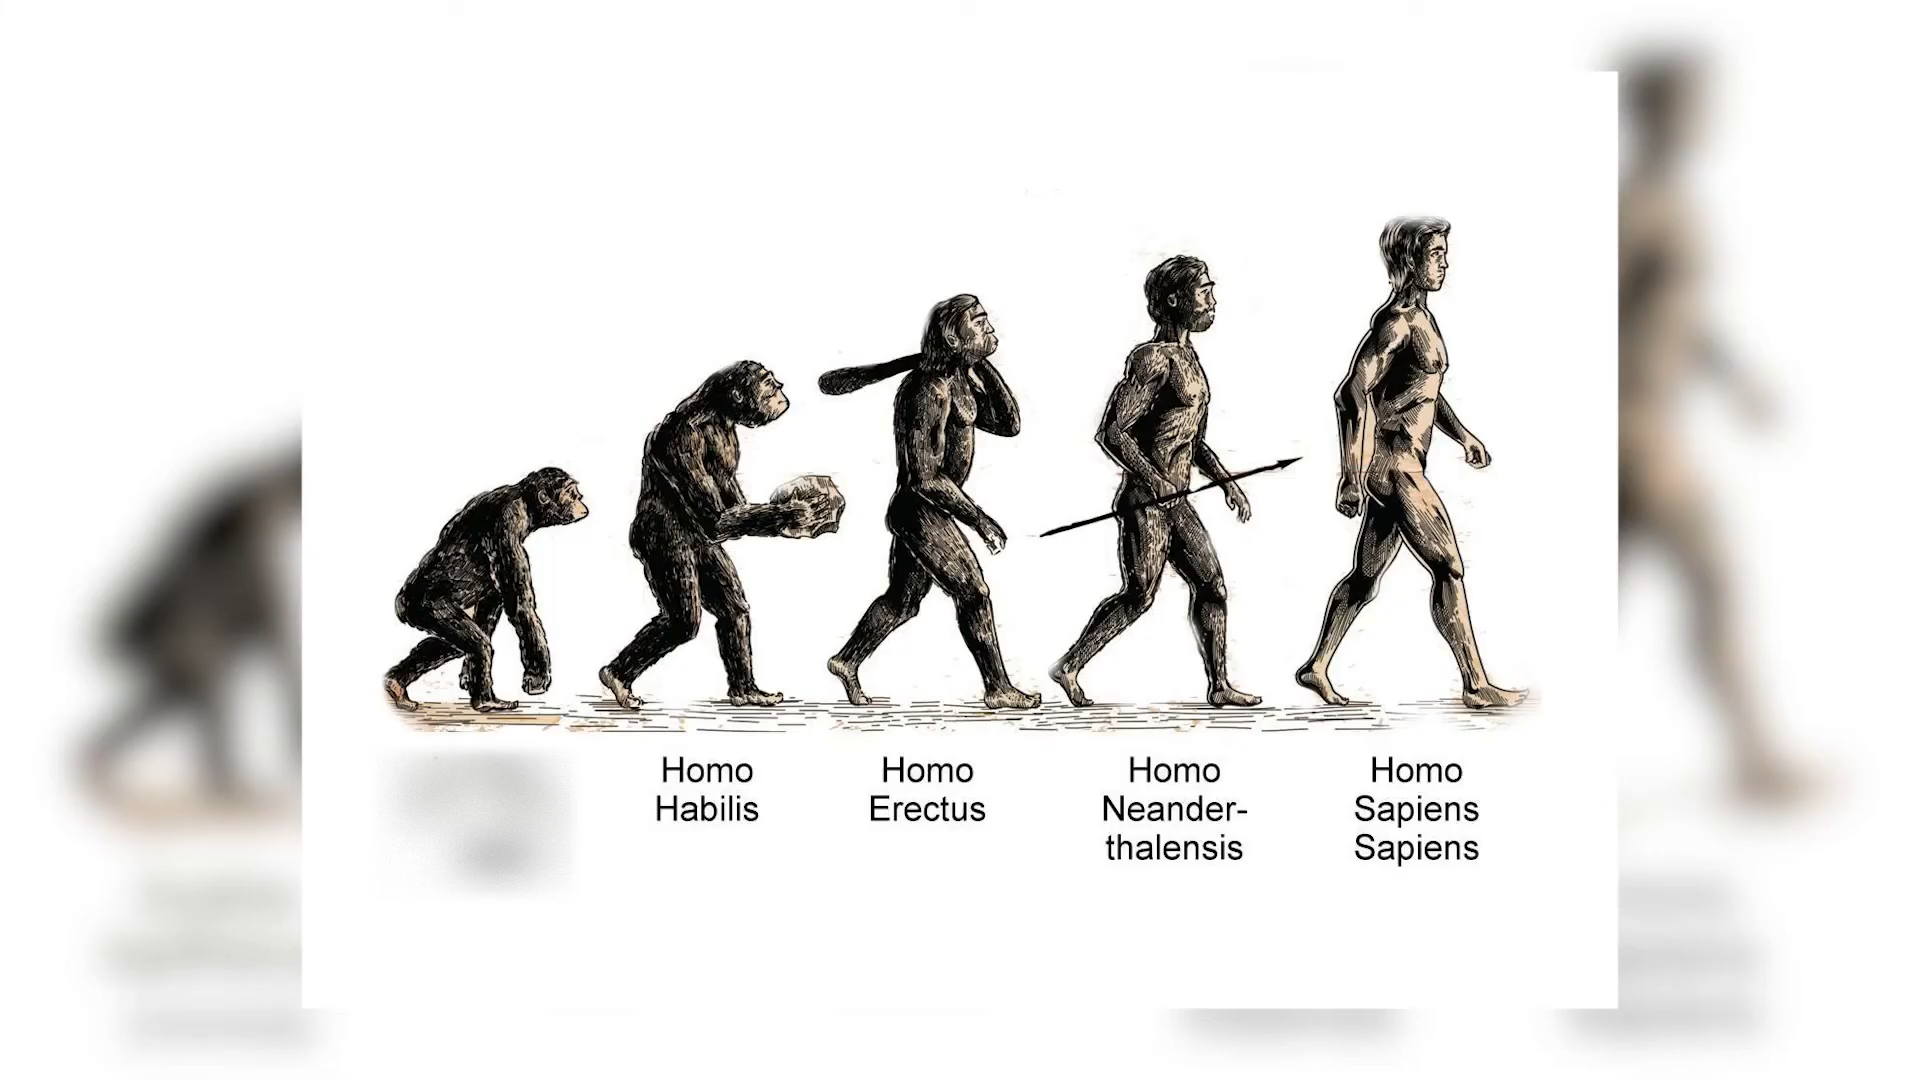 Homo
Habilis
Homo
Erectus
Homo
Neander-
thalensis
Homo
Sapiens
Sapiens